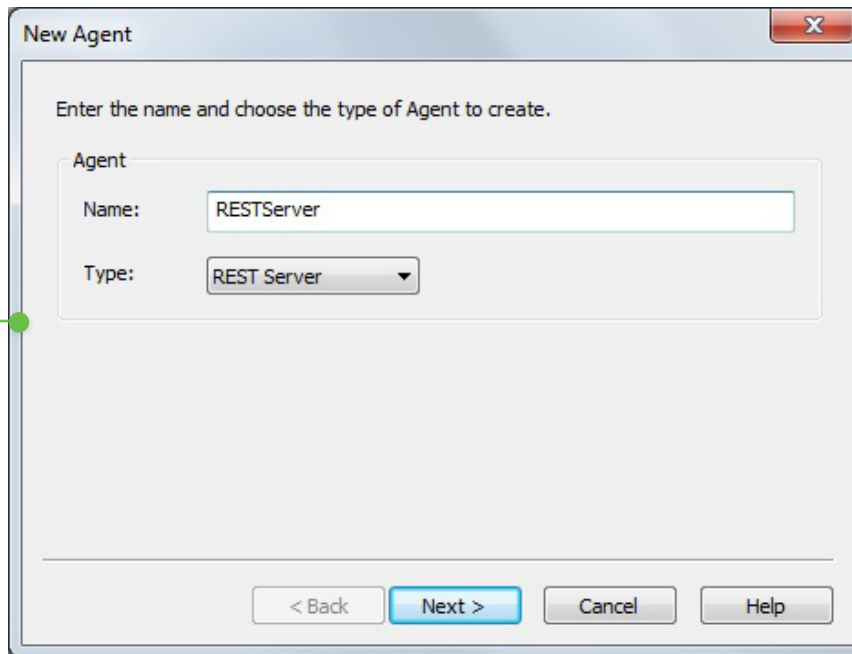 New Agent
X
Enter the name and choose the type of Agent to create.
Agent
Name: RESTServer
Type: REST Server
< Back Next > Cancel Help